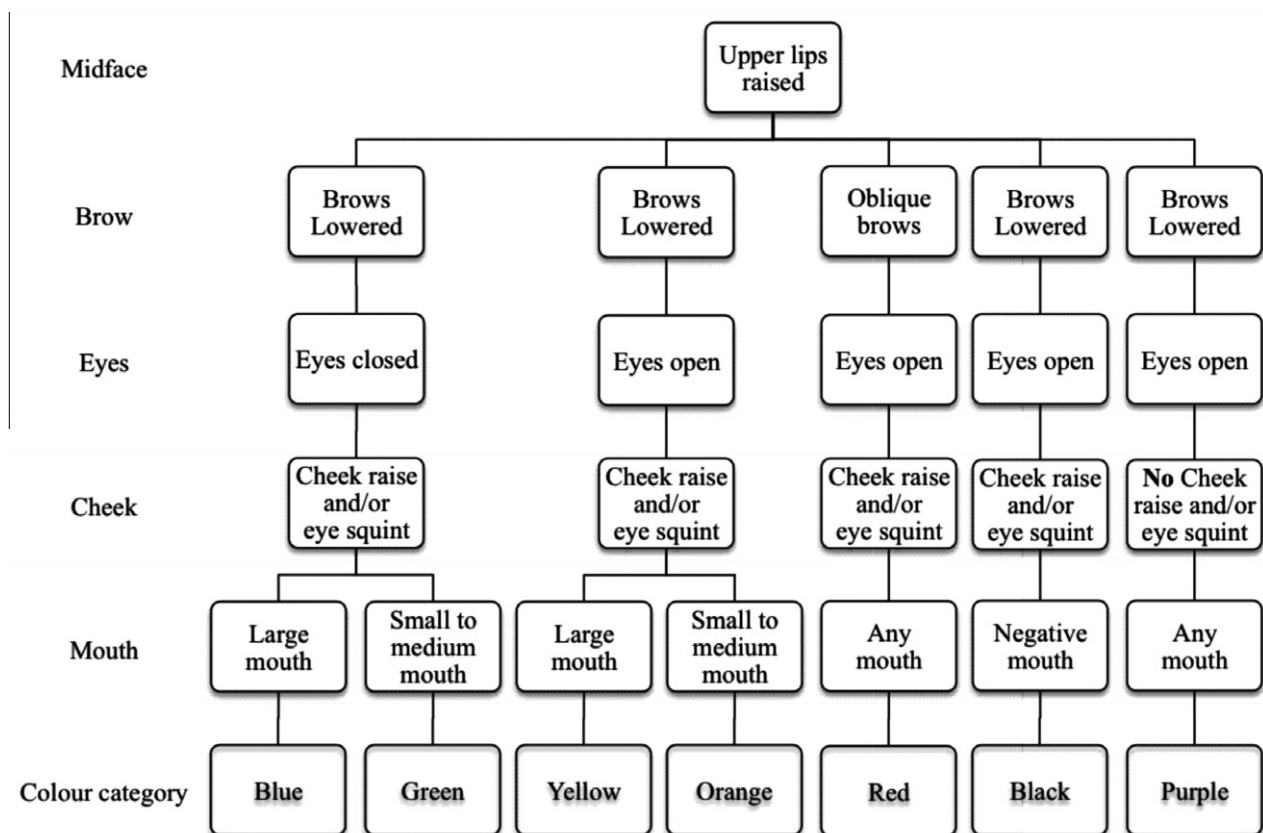 Midface
Upper lips
raised
Brow
Brows
Lowered
Brows
Lowered
Oblique
brows
Brows
Lowered
Brows
Lowered
Eyes
Eyes closed
Eyes open
Eyes open
Eyes open
Eyes open
Cheek
Cheek raise
and/or
eye squint
Cheek raise
and/or
eye squint
Cheek raise
and/or
eye squint
Cheek raise
and/or
eye squint
No Cheek
raise and/or
eye squint
Mouth
Large
mouth
Small to
medium
mouth
Large
mouth
Small to
medium
mouth
Any
mouth
Negative
mouth
Any
mouth
Colour category
Blue
Green
Yellow
Orange
Red
Black
Purple